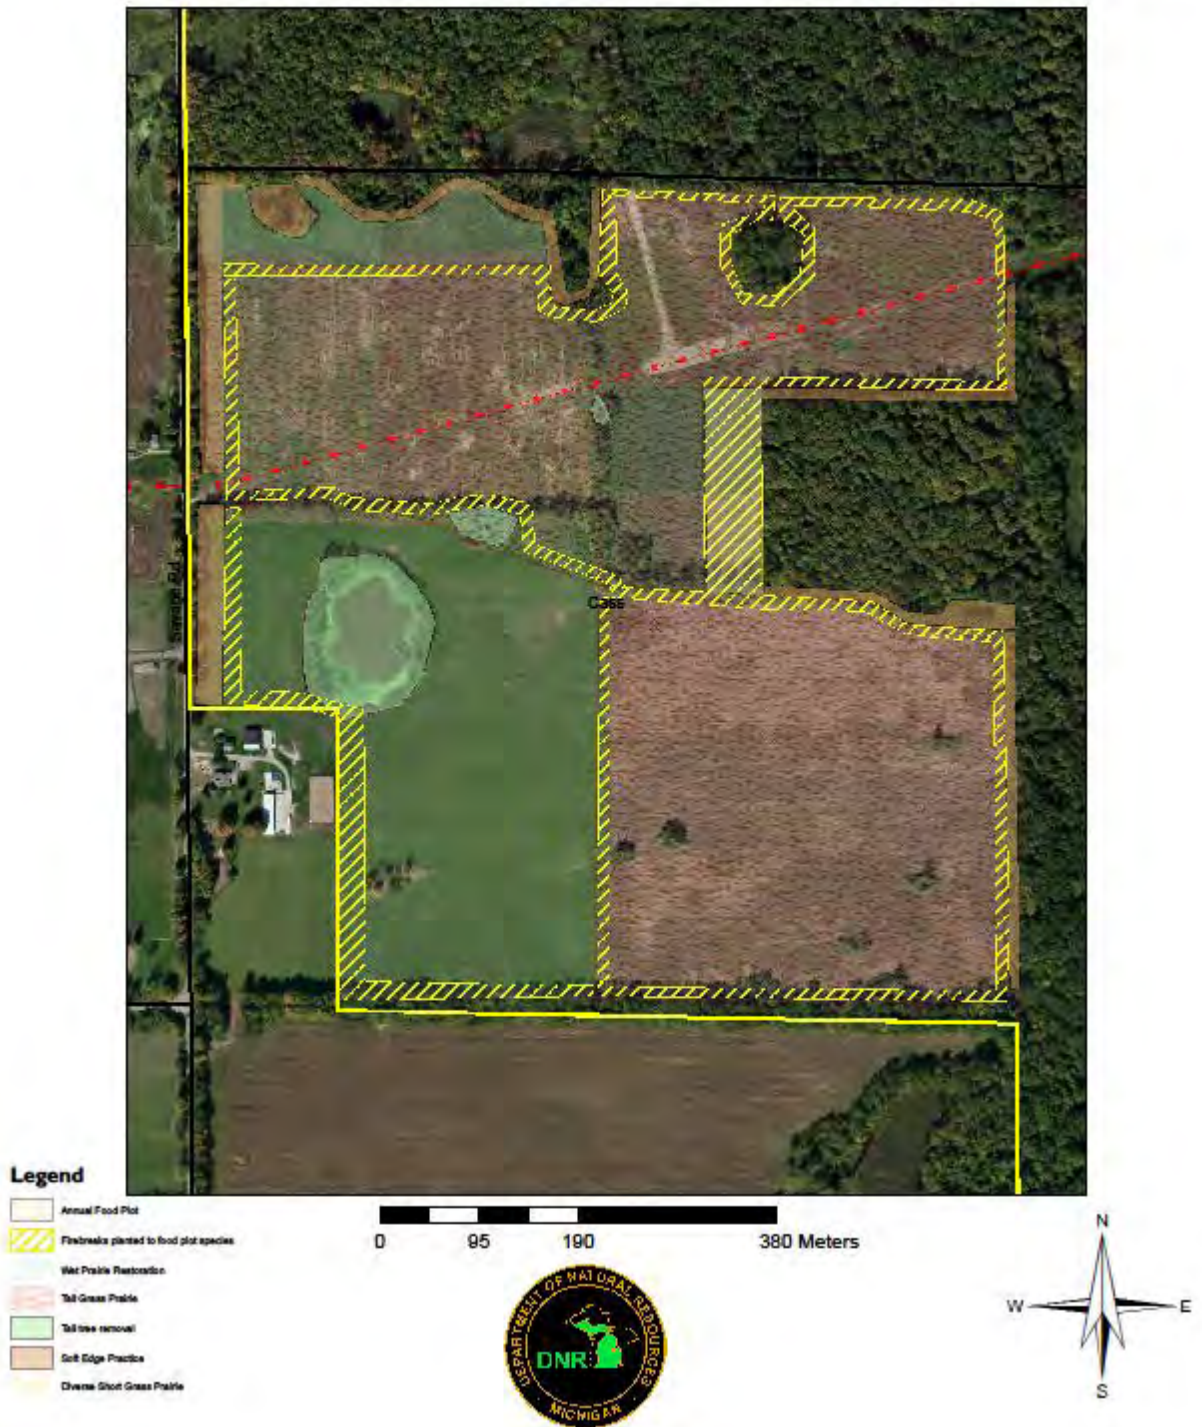 Savage Rd
Cass
Legend
Annual Food Plot
Firebreaks planted to food plot species
Wet Prairie Restoration
Tall Grass Prairie
Tall tree removal
Soft Edge Practice
Diverse Short Grass Prairie
0 95 190 380 Meters
N
W E
S
DEPARTMENT OF NATURAL RESOURCES
DNR
MICHIGAN